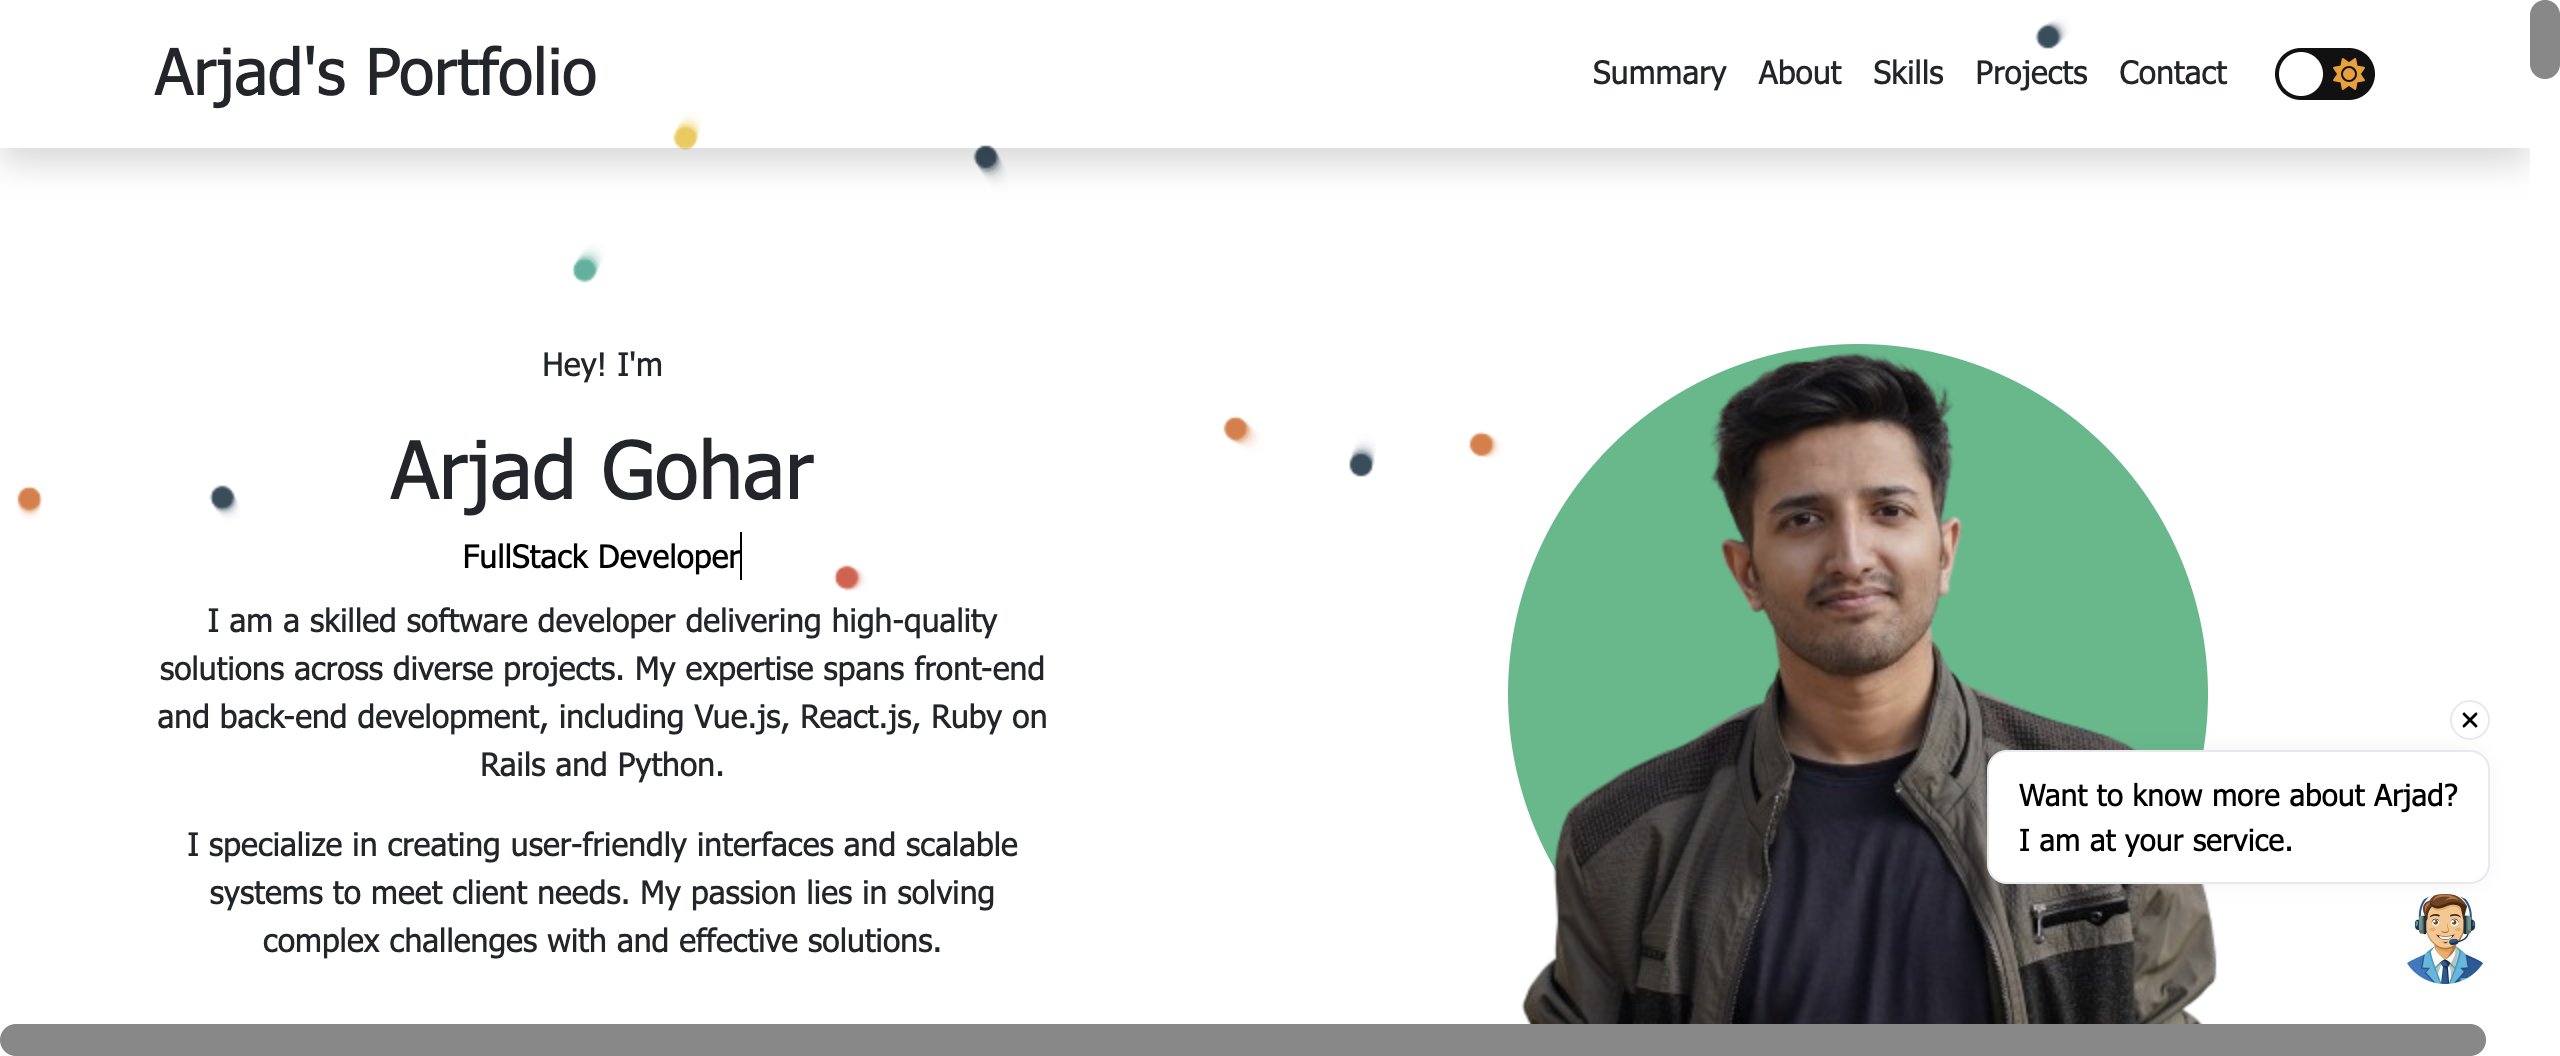 Arjad's Portfolio
Summary About Skills Projects Contact
Hey! I'm
Arjad Gohar
FullStack Developer
I am a skilled software developer delivering high-quality
solutions across diverse projects. My expertise spans front-end
and back-end development, including Vue.js, React.js, Ruby on
Rails and Python.
I specialize in creating user-friendly interfaces and scalable
systems to meet client needs. My passion lies in solving
complex challenges with and effective solutions.
Want to know more about Arjad?
I am at your service.